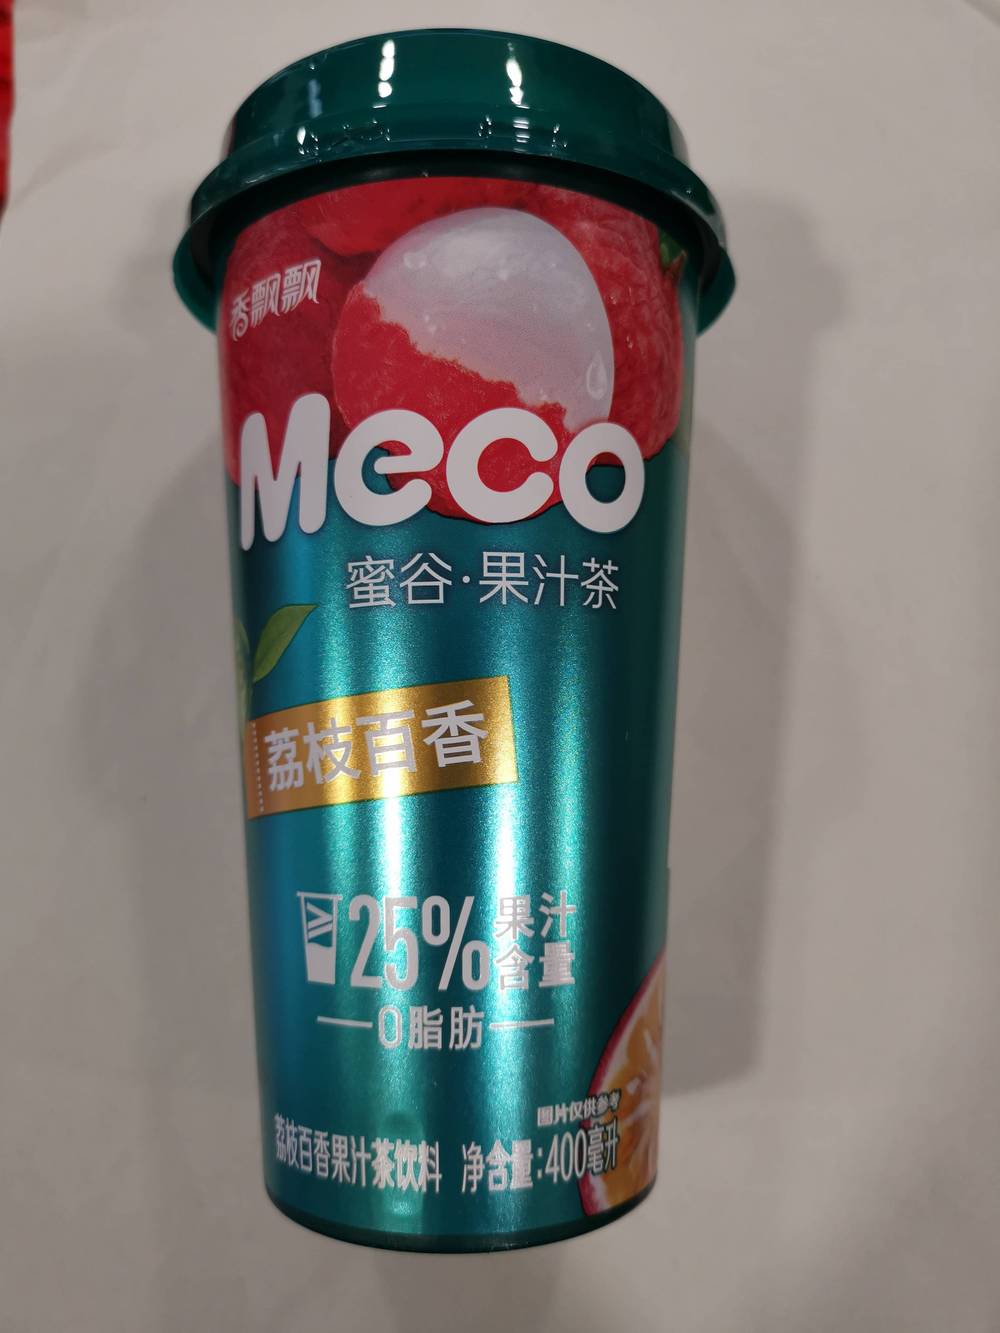 香飘飘
Meco
蜜谷·果汁茶
荔枝百香
25%果汁
含量
0脂肪
图片仅供参考
荔枝百香果汁茶饮料 净含量:400毫升